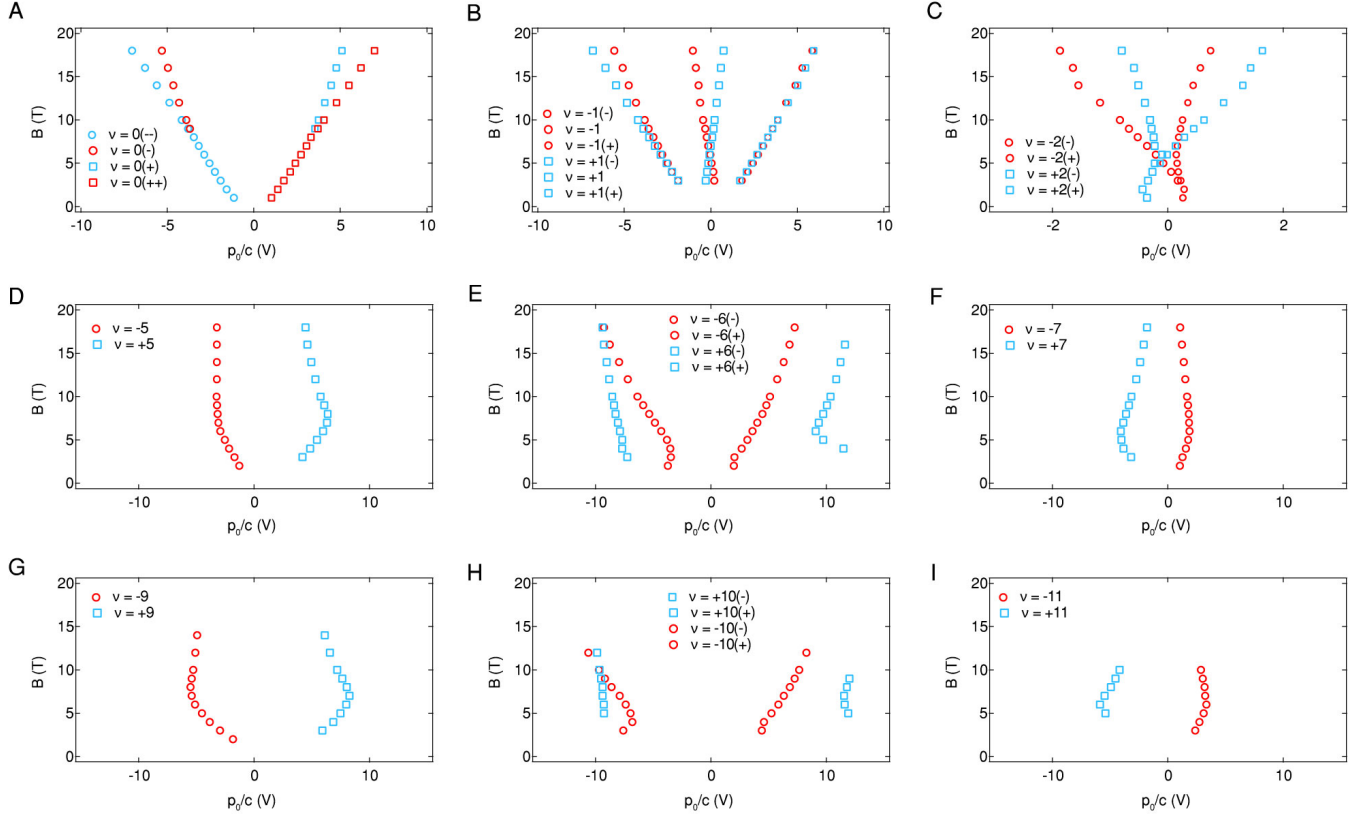 A
B (T)
20
15
10
5
0
ν = 0(--)
ν = 0(-)
ν = 0(+)
ν = 0(++)
-10 -5 0 5 10
p0/c (V)
B
B (T)
20
15
10
5
0
ν = -1(-)
ν = -1
ν = -1(+)
ν = +1(-)
ν = +1
ν = +1(+)
-10 -5 0 5 10
p0/c (V)
C
B (T)
20
15
10
5
0
ν = -2(-)
ν = -2(+)
ν = +2(-)
ν = +2(+)
-2 0 2
p0/c (V)
D
B (T)
20
15
10
5
0
ν = -5
ν = +5
-10 0 10
p0/c (V)
E
B (T)
20
15
10
5
0
ν = -6(-)
ν = -6(+)
ν = +6(-)
ν = +6(+)
-10 0 10
p0/c (V)
F
B (T)
20
15
10
5
0
ν = -7
ν = +7
-10 0 10
p0/c (V)
G
B (T)
20
15
10
5
0
ν = -9
ν = +9
-10 0 10
p0/c (V)
H
B (T)
20
15
10
5
0
ν = +10(-)
ν = +10(+)
ν = -10(-)
ν = -10(+)
-10 0 10
p0/c (V)
I
B (T)
20
15
10
5
0
ν = -11
ν = +11
-10 0 10
p0/c (V)